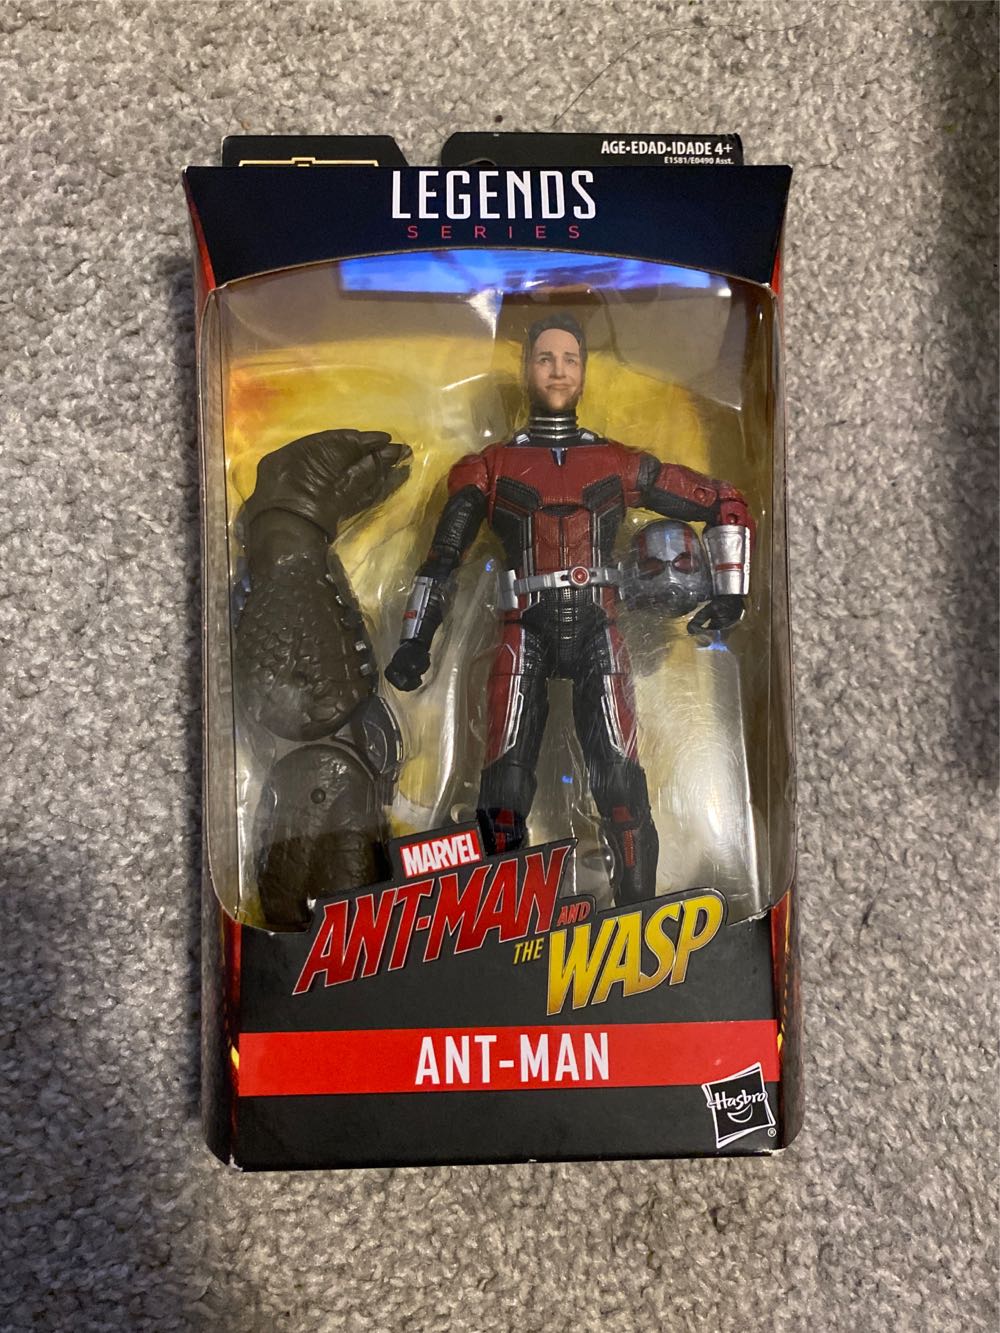 AGE•EDAD•IDADE 4+
E1581/E0490 Asst.
LEGENDS
SERIES
MARVEL
ANT-MAN
AND
THE WASP
ANT-MAN
Hasbro
®